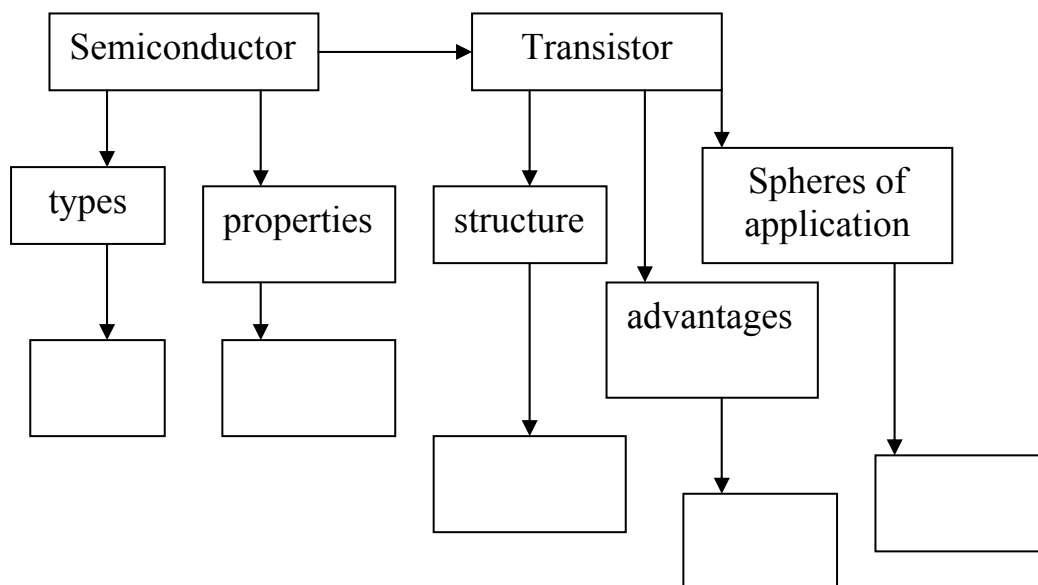 Semiconductor
Transistor
types
properties
structure
Spheres of
application
advantages